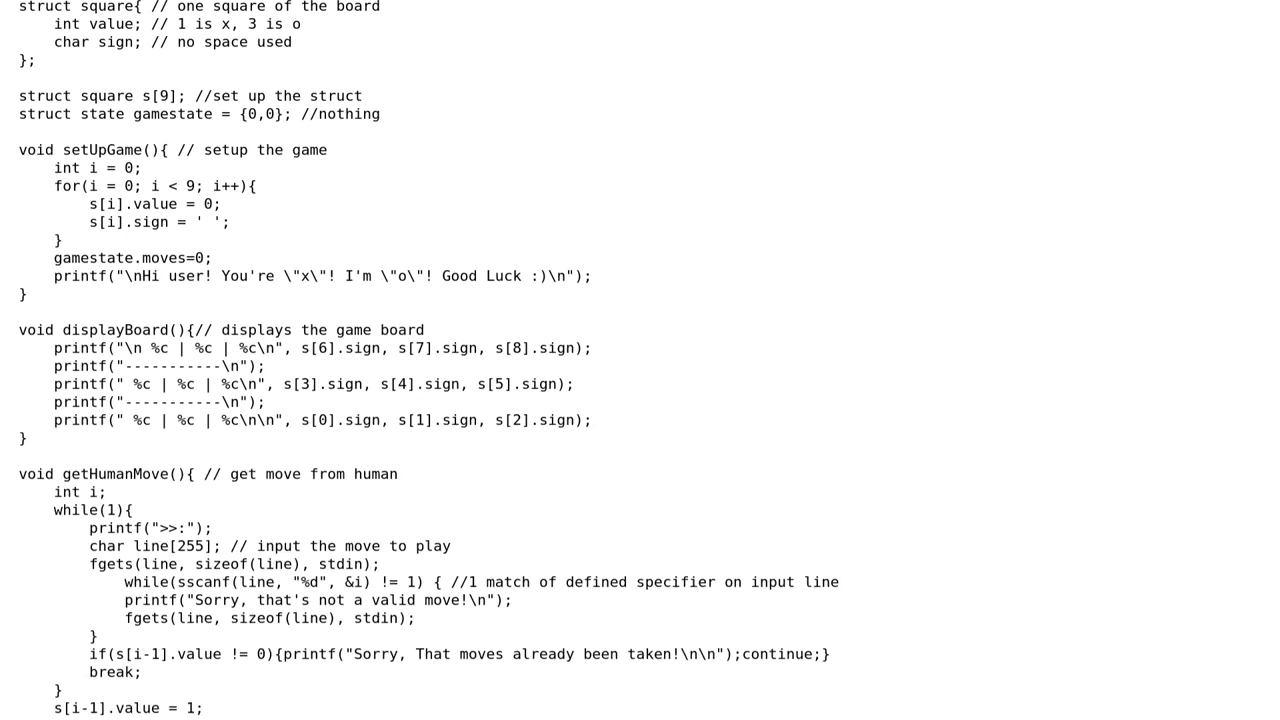 struct square{ // one square of the board
    int value; // 1 is x, 3 is o
    char sign; // no space used
};

struct square s[9]; //set up the struct
struct state gamestate = {0,0}; //nothing

void setUpGame(){ // setup the game
    int i = 0;
    for(i = 0; i < 9; i++){
        s[i].value = 0;
        s[i].sign = ' ';
    }
    gamestate.moves=0;
    printf("\nHi user! You're \"x\"! I'm \"o\"! Good Luck :)\n");
}

void displayBoard(){// displays the game board
    printf("\n %c | %c | %c\n", s[6].sign, s[7].sign, s[8].sign);
    printf("-----------\n");
    printf(" %c | %c | %c\n", s[3].sign, s[4].sign, s[5].sign);
    printf("-----------\n");
    printf(" %c | %c | %c\n\n", s[0].sign, s[1].sign, s[2].sign);
}

void getHumanMove(){ // get move from human
    int i;
    while(1){
        printf(">>:");
        char line[255]; // input the move to play
        fgets(line, sizeof(line), stdin);
            while(sscanf(line, "%d", &i) != 1) { //1 match of defined specifier on input line
            printf("Sorry, that's not a valid move!\n");
            fgets(line, sizeof(line), stdin);
        }
        if(s[i-1].value != 0){printf("Sorry, That moves already been taken!\n\n");continue;}
        break;
    }
    s[i-1].value = 1;